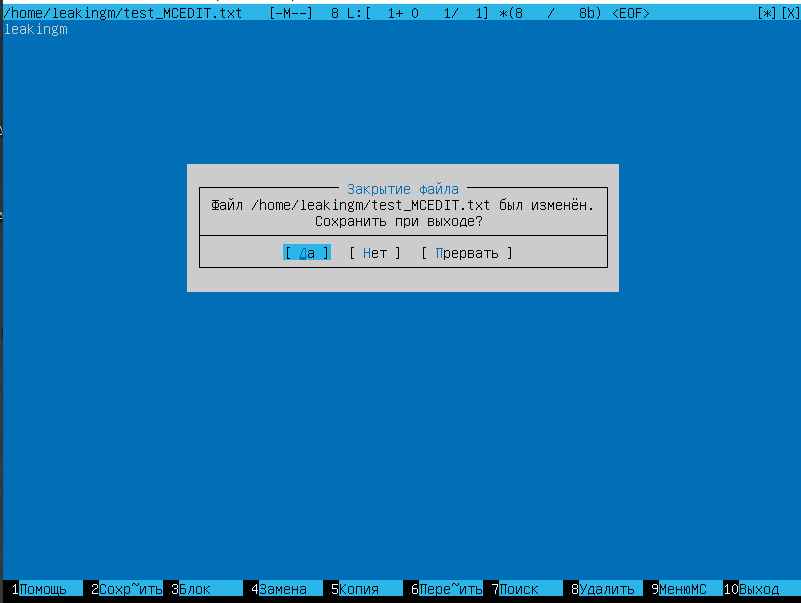 /home/leakingm/test_MCEDIT.txt [-M--] 8 L:[ 1+ 0 1/ 1] *(8 / 8b) <EOF> [*][X]
leakingm
Закрытие файла
Файл /home/leakingm/test_MCEDIT.txt был изменён.
Сохранить при выходе?
[ Да ] [ Нет ] [ Прервать ]
1Помощь 2Сохр~ить 3Блок 4Замена 5Копия 6Пере~ить 7Поиск 8Удалить 9МенюMC 10Выход